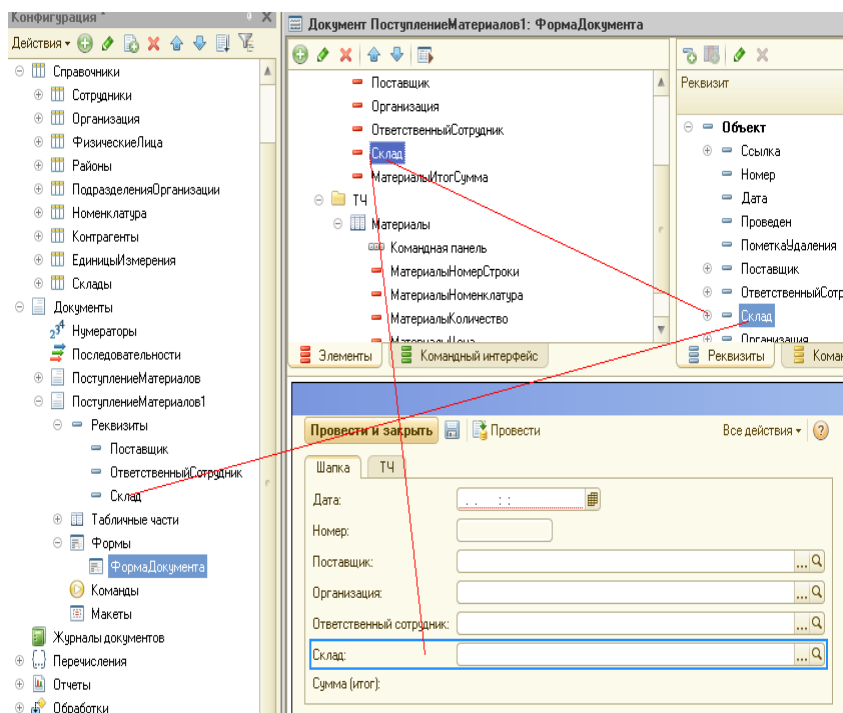 Конфигурация *
Действия
Справочники
Сотрудники
Организация
ФизическиеЛица
Районы
ПодразделенияОрганизации
Номенклатура
Контрагенты
ЕдиницыИзмерения
Склады
Документы
Нумераторы
Последовательности
ПоступлениеМатериалов
ПоступлениеМатериалов1
Реквизиты
Поставщик
ОтветственныйСотрудник
Склад
Табличные части
Формы
ФормаДокумента
Команды
Макеты
Журналы документов
Перечисления
Отчеты
Обработки
Документ ПоступлениеМатериалов1: ФормаДокумента
Поставщик
Организация
ОтветственныйСотрудник
Склад
МатериалыИтогСумма
ТЧ
Материалы
Командная панель
МатериалыНомерСтроки
МатериалыНоменклатура
МатериалыКоличество
МатериалыЦена
Элементы
Командный интерфейс
Реквизит
Объект
Ссылка
Номер
Дата
Проведен
ПометкаУдаления
Поставщик
ОтветственныйСотр
Склад
Организация
Реквизиты
Коман
Провести и закрыть
Провести
Все действия
Шапка
ТЧ
Дата:
. .   : :
Номер:
Поставщик:
Организация:
Ответственный сотрудник:
Склад:
Сумма (итог):